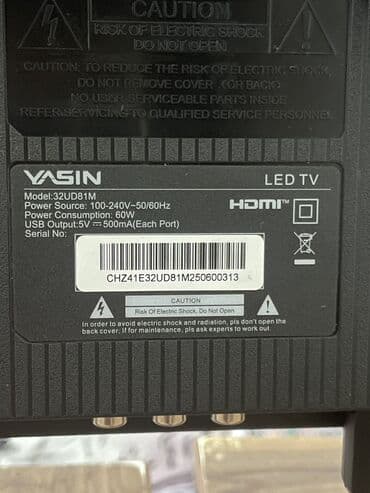 CAUTION
RISK OF ELECTRIC SHOCK
DO NOT OPEN
CAUTION: TO REDUCE THE RISK OF ELECTRIC SHOCK,
DO NOT REMOVE COVER (OR BACK)
NO USER SERVICEABLE PARTS INSIDE
REFER SERVICING TO QUALIFIED SERVICE PERSONNEL
YASIN
LED TV
Model:32UD81M
Power Source: 100-240V~50/60Hz
HDMI™
Power Consumption: 60W
USB Output:5V ⎓ 500mA(Each Port)
Serial No:
CHZ41E32UD81M250600313
CAUTION
Risk Of Electric Shock, Do Not Open
In order to avoid electric shock and radiation, pls don't open the
back cover; if for maintenance, pls ask experts to work out.